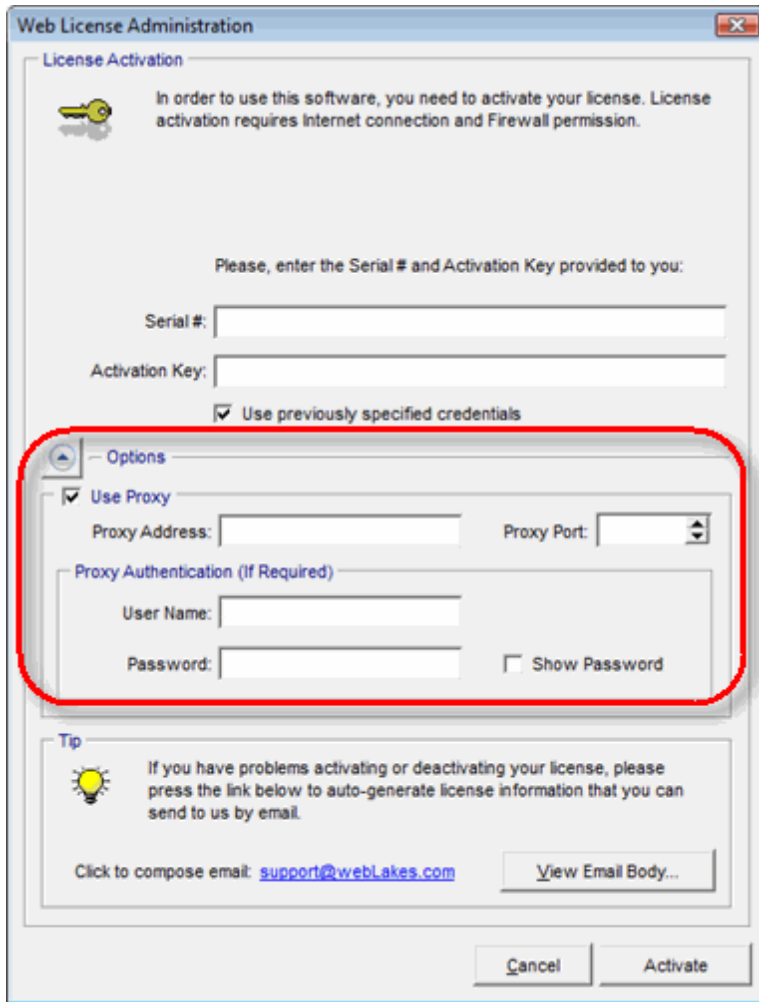 Web License Administration
License Activation
In order to use this software, you need to activate your license. License
activation requires Internet connection and Firewall permission.
Please, enter the Serial # and Activation Key provided to you:
Serial #:
Activation Key:
Use previously specified credentials
Options
Use Proxy
Proxy Address:
Proxy Port:
Proxy Authentication (If Required)
User Name:
Password:
Show Password
Tip
If you have problems activating or deactivating your license, please
press the link below to auto-generate license information that you can
send to us by email.
Click to compose email: support@webLakes.com
View Email Body...
Cancel
Activate